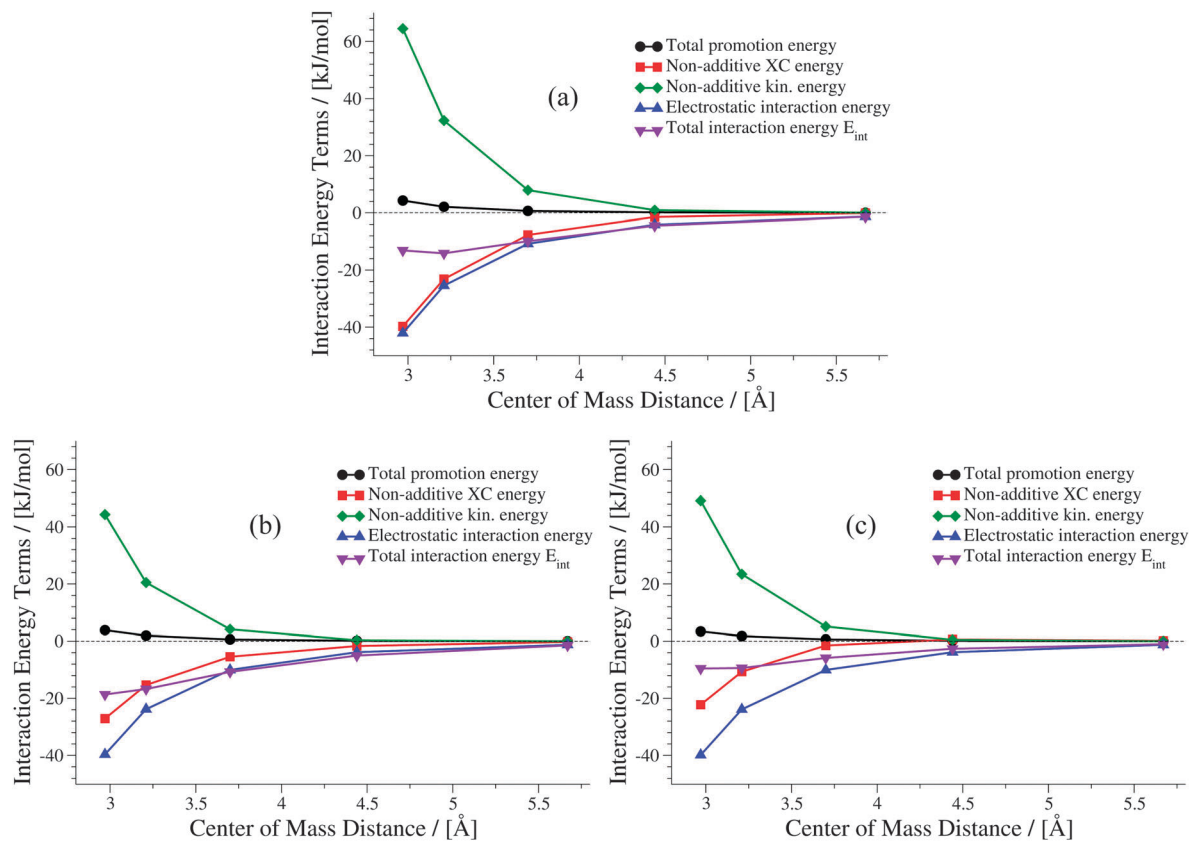 Interaction Energy Terms / [kJ/mol]
60
40
20
0
-20
-40
(a)
Total promotion energy
Non-additive XC energy
Non-additive kin. energy
Electrostatic interaction energy
Total interaction energy E_int
3 3.5 4 4.5 5 5.5
Center of Mass Distance / [Å]
Interaction Energy Terms / [kJ/mol]
60
40
20
0
-20
-40
(b)
Total promotion energy
Non-additive XC energy
Non-additive kin. energy
Electrostatic interaction energy
Total interaction energy E_int
3 3.5 4 4.5 5 5.5
Center of Mass Distance / [Å]
Interaction Energy Terms / [kJ/mol]
60
40
20
0
-20
-40
(c)
Total promotion energy
Non-additive XC energy
Non-additive kin. energy
Electrostatic interaction energy
Total interaction energy E_int
3 3.5 4 4.5 5 5.5
Center of Mass Distance / [Å]